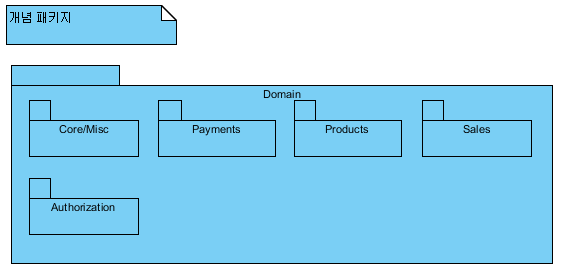 개념 패키지
Domain
Core/Misc
Payments
Products
Sales
Authorization